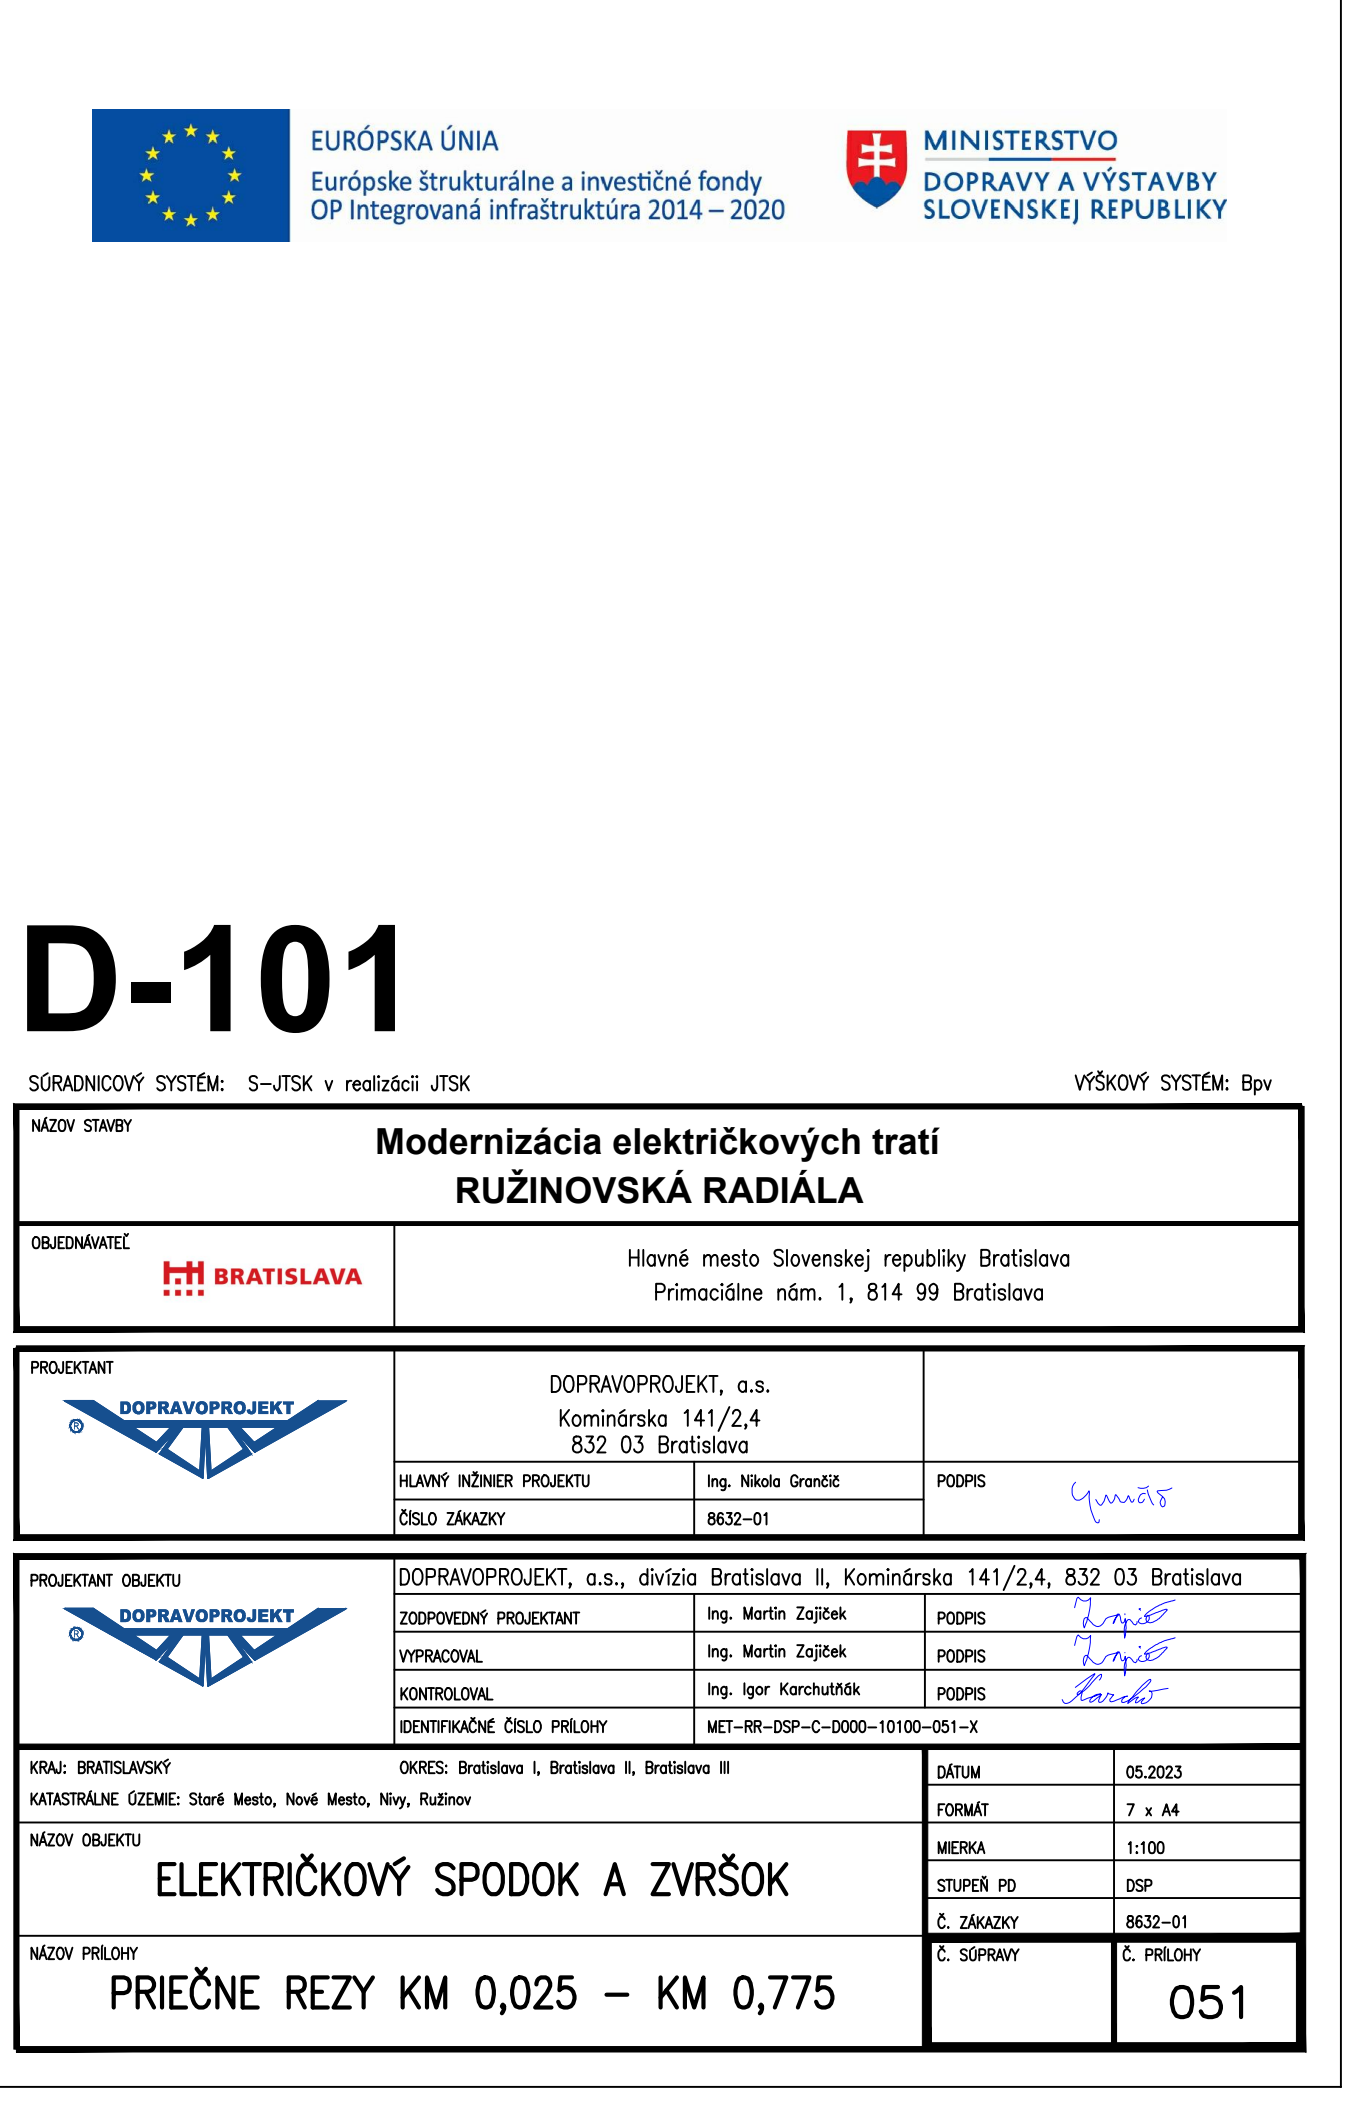 EURÓPSKA ÚNIA
Európske štrukturálne a investičné fondy
OP Integrovaná infraštruktúra 2014 – 2020
MINISTERSTVO
DOPRAVY A VÝSTAVBY
SLOVENSKEJ REPUBLIKY
D-101
SÚRADNICOVÝ SYSTÉM: S-JTSK v realizácii JTSK
VÝŠKOVÝ SYSTÉM: Bpv
NÁZOV STAVBY
Modernizácia električkových tratí
RUŽINOVSKÁ RADIÁLA
OBJEDNÁVATEĽ
BRATISLAVA
Hlavné mesto Slovenskej republiky Bratislava
Primaciálne nám. 1, 814 99 Bratislava
PROJEKTANT
DOPRAVOPROJEKT
®
DOPRAVOPROJEKT, a.s.
Kominárska 141/2,4
832 03 Bratislava
HLAVNÝ INŽINIER PROJEKTU Ing. Nikola Grančič PODPIS
ČÍSLO ZÁKAZKY 8632-01
PROJEKTANT OBJEKTU
DOPRAVOPROJEKT
®
DOPRAVOPROJEKT, a.s., divízia Bratislava II, Kominárska 141/2,4, 832 03 Bratislava
ZODPOVEDNÝ PROJEKTANT Ing. Martin Zajíček PODPIS
VYPRACOVAL Ing. Martin Zajíček PODPIS
KONTROLOVAL Ing. Igor Karchutňák PODPIS
IDENTIFIKAČNÉ ČÍSLO PRÍLOHY MET-RR-DSP-C-D000-10100-051-X
KRAJ: BRATISLAVSKÝ OKRES: Bratislava I, Bratislava II, Bratislava III
KATASTRÁLNE ÚZEMIE: Staré Mesto, Nové Mesto, Nivy, Ružinov
DÁTUM 05.2023
FORMÁT 7 x A4
MIERKA 1:100
STUPEŇ PD DSP
Č. ZÁKAZKY 8632-01
NÁZOV OBJEKTU
ELEKTRIČKOVÝ SPODOK A ZVRŠOK
NÁZOV PRÍLOHY
PRIEČNE REZY KM 0,025 – KM 0,775
Č. SÚPRAVY
Č. PRÍLOHY
051